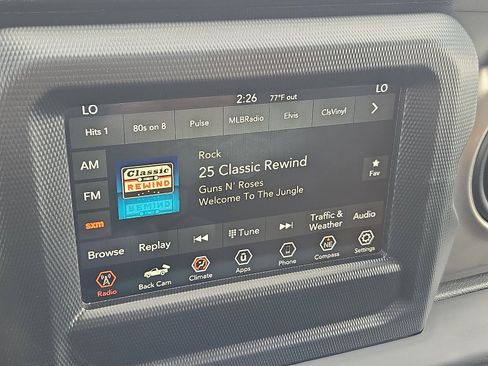 LO 2:26 77°F out LO
Hits 1 80s on 8 Pulse MLBRadio Elvis ClsVinyl
AM
FM
sxm
Classic
REWIND
Rock
25 Classic Rewind
Guns N' Roses
Welcome To The Jungle
Fav
Browse Replay Tune Traffic & Weather Audio
Radio Back Cam Climate Apps Phone NE Compass Settings